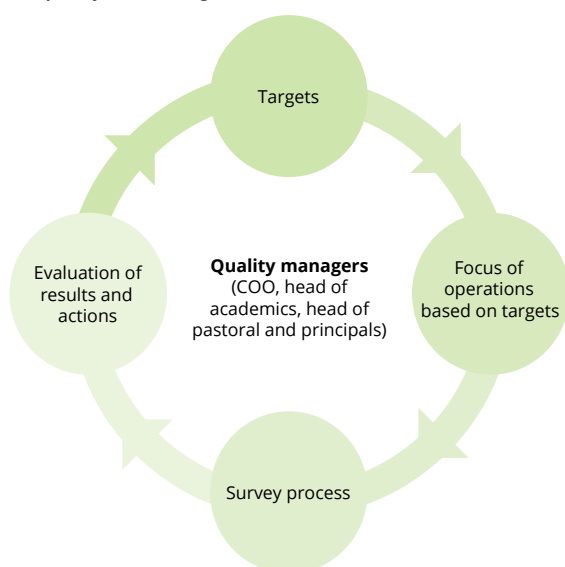 Targets
Focus of
operations
based on targets
Survey process
Evaluation of
results and
actions
Quality managers
(COO, head of
academics, head of
pastoral and principals)